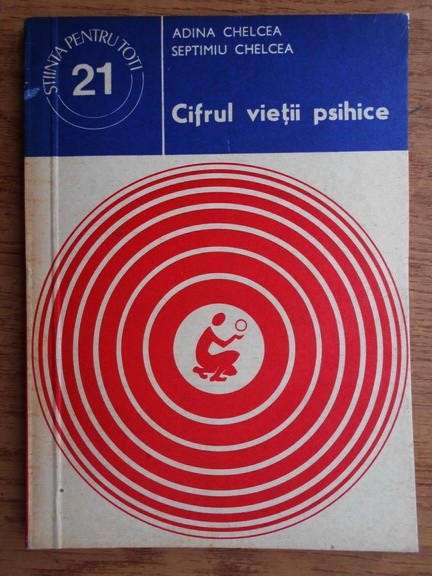 ȘTIINȚA PENTRU TOȚI
21
ADINA CHELCEA
SEPTIMIU CHELCEA
Cifrul vieții psihice